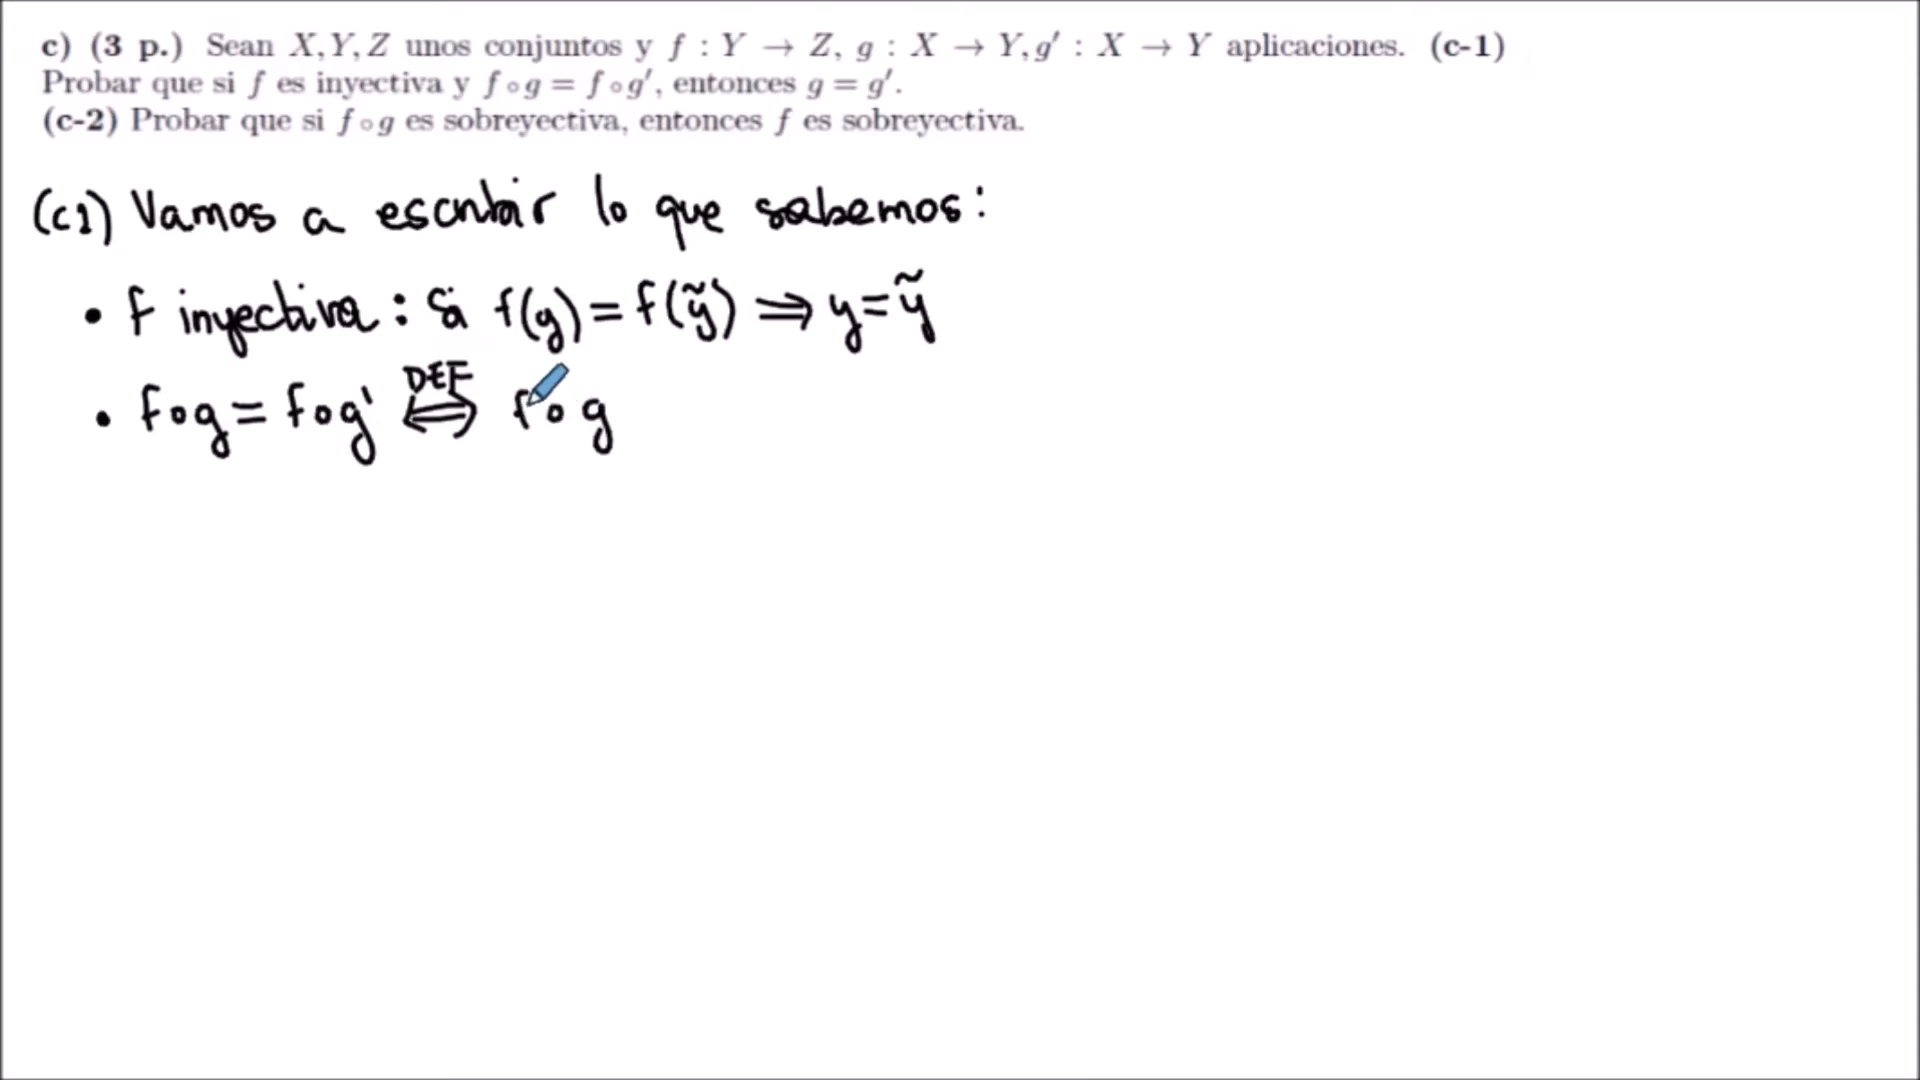 c) (3 p.) Sean X, Y, Z unos conjuntos y f : Y → Z, g : X → Y, g′ : X → Y aplicaciones. (c-1)
Probar que si f es inyectiva y f ∘ g = f ∘ g′, entonces g = g′.
(c-2) Probar que si f ∘ g es sobreyectiva, entonces f es sobreyectiva.
(c1) Vamos a escribir lo que sabemos:
• f inyectiva: Si f(y) = f(ỹ) ⟹ y = ỹ
• f∘g = f∘g' ⟺ DEF f∘g